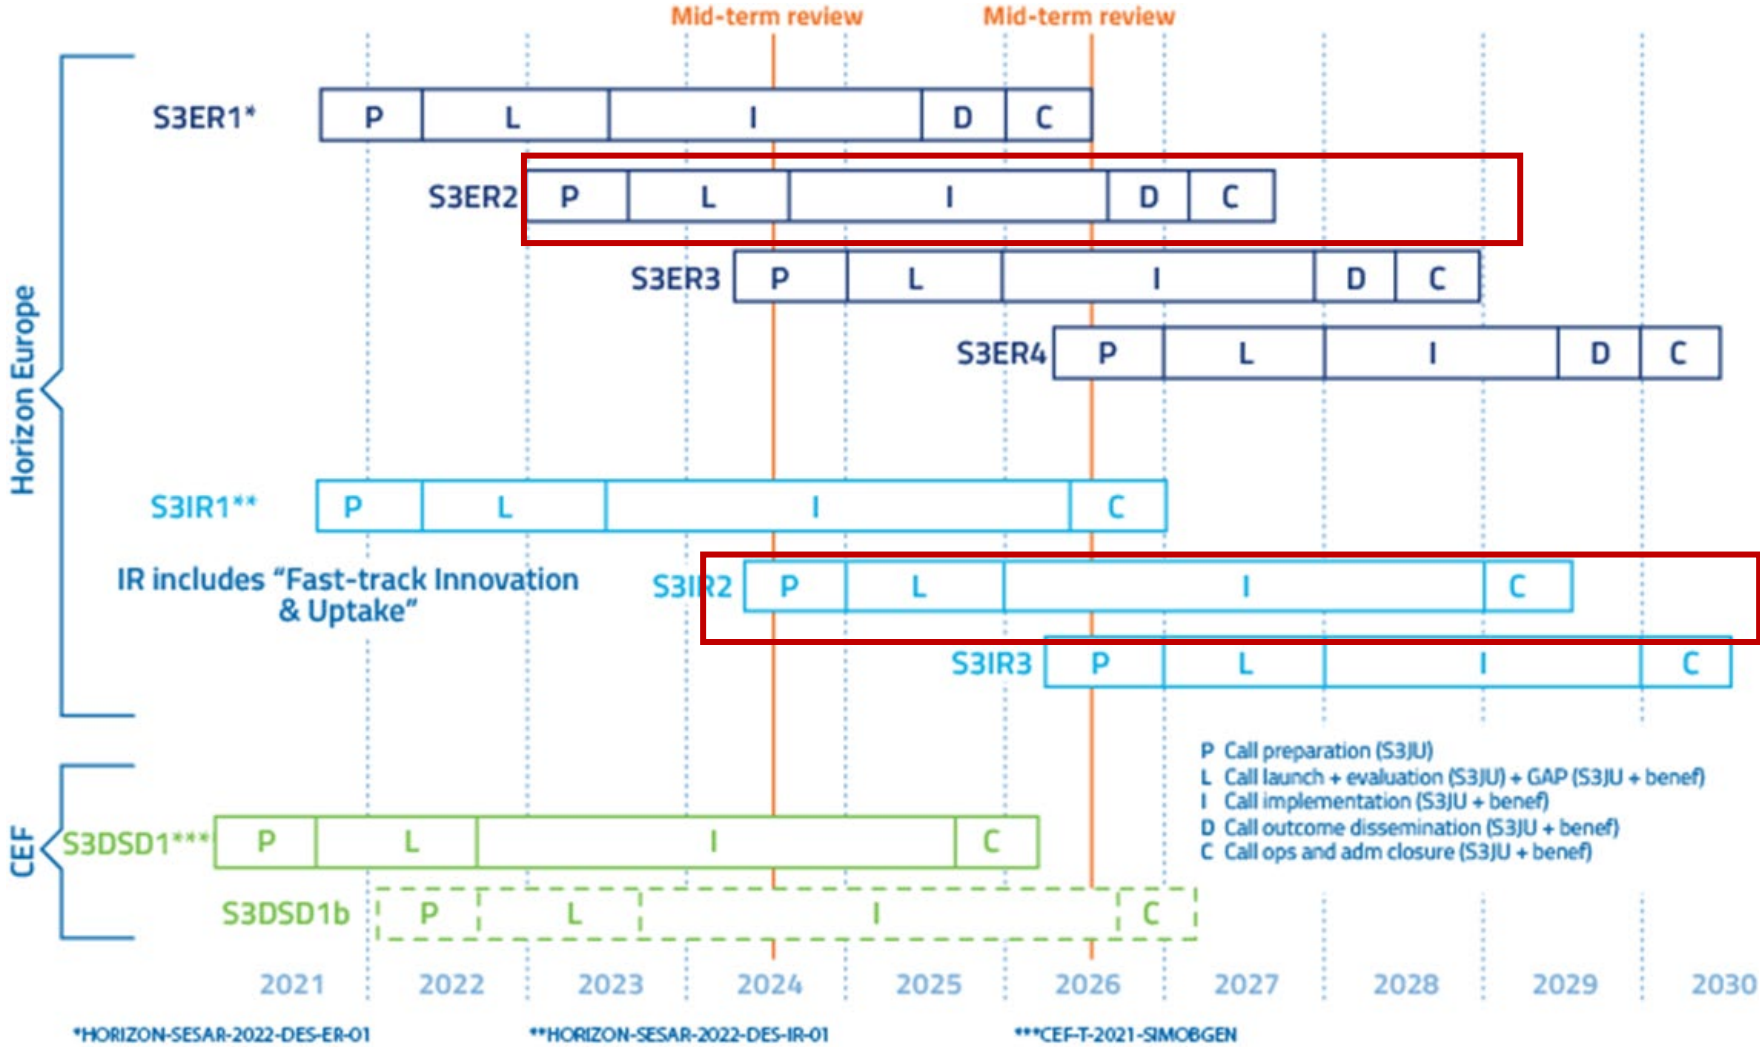 Mid-term review Mid-term review
S3ER1* P L I D C
S3ER2 P L I D C
S3ER3 P L I D C
S3ER4 P L I D C
Horizon Europe
S3IR1** P L I C
IR includes “Fast-track Innovation
& Uptake”
S3IR2 P L I C
S3IR3 P L I C
P Call preparation (S3JU)
L Call launch + evaluation (S3JU) + GAP (S3JU + benef)
I Call implementation (S3JU + benef)
D Call outcome dissemination (S3JU + benef)
C Call ops and adm closure (S3JU + benef)
CEF
S3DSD1*** P L I C
S3DSD1b P L I C
2021 2022 2023 2024 2025 2026 2027 2028 2029 2030
*HORIZON-SESAR-2022-DES-ER-01 **HORIZON-SESAR-2022-DES-IR-01 ***CEF-T-2021-SIMOBGEN